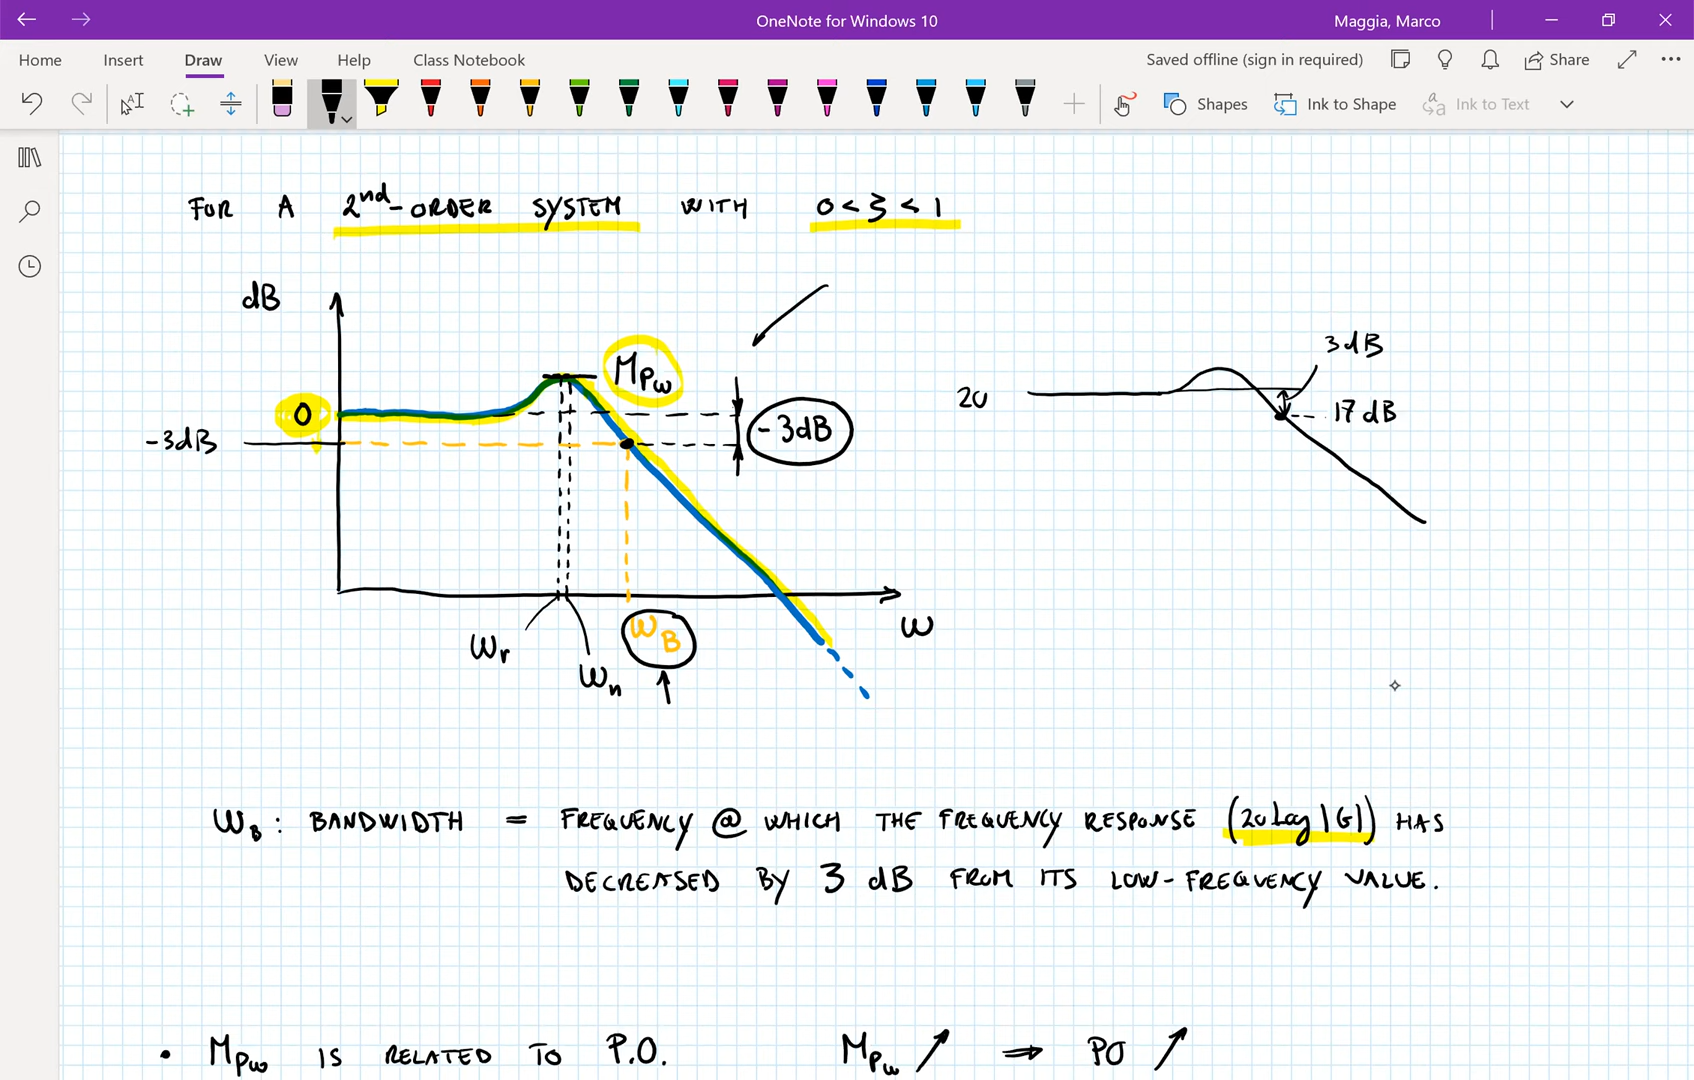 OneNote for Windows 10
Maggia, Marco
Home Insert Draw View Help Class Notebook
Saved offline (sign in required) Share
Shapes Ink to Shape Ink to Text
FOR A 2nd-ORDER SYSTEM WITH 0 < ζ < 1
dB
Mpω
0
-3dB
-3dB
ω
ωr
ωn
ωB
3dB
20
17 dB
ωB : BANDWIDTH = FREQUENCY @ WHICH THE FREQUENCY RESPONSE (20 log |G|) HAS
DECREASED BY 3 dB FROM ITS LOW-FREQUENCY VALUE.
• Mpω IS RELATED TO P.O. Mpω ↗ ⇒ PO ↗